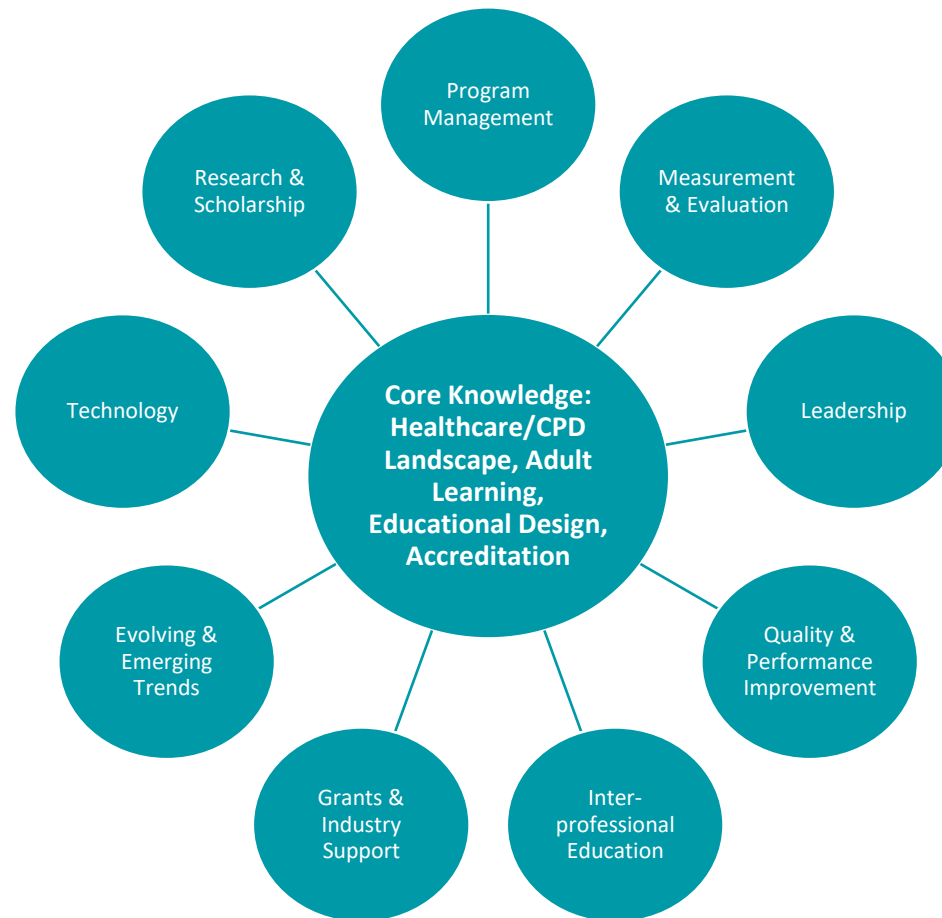 Program
Management
Measurement
& Evaluation
Leadership
Quality &
Performance
Improvement
Inter-
professional
Education
Grants &
Industry
Support
Evolving &
Emerging
Trends
Technology
Research &
Scholarship
Core Knowledge:
Healthcare/CPD
Landscape, Adult
Learning,
Educational Design,
Accreditation